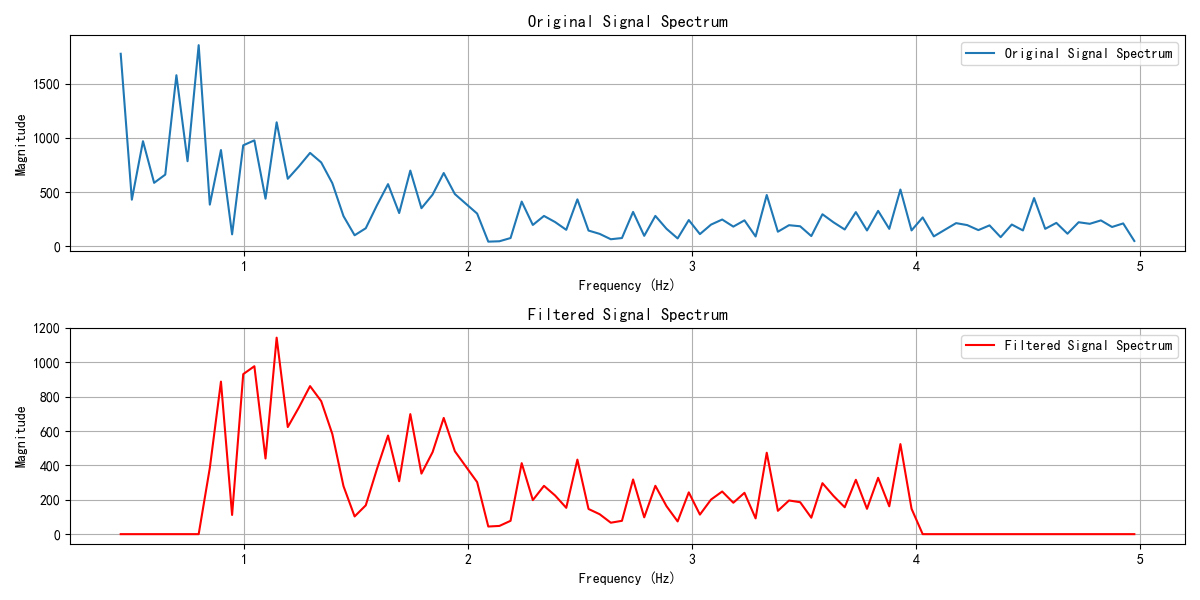 Original Signal Spectrum
Original Signal Spectrum
Magnitude
1500
1000
500
0
1 2 3 4 5
Frequency (Hz)
Filtered Signal Spectrum
Filtered Signal Spectrum
Magnitude
1200
1000
800
600
400
200
0
1 2 3 4 5
Frequency (Hz)